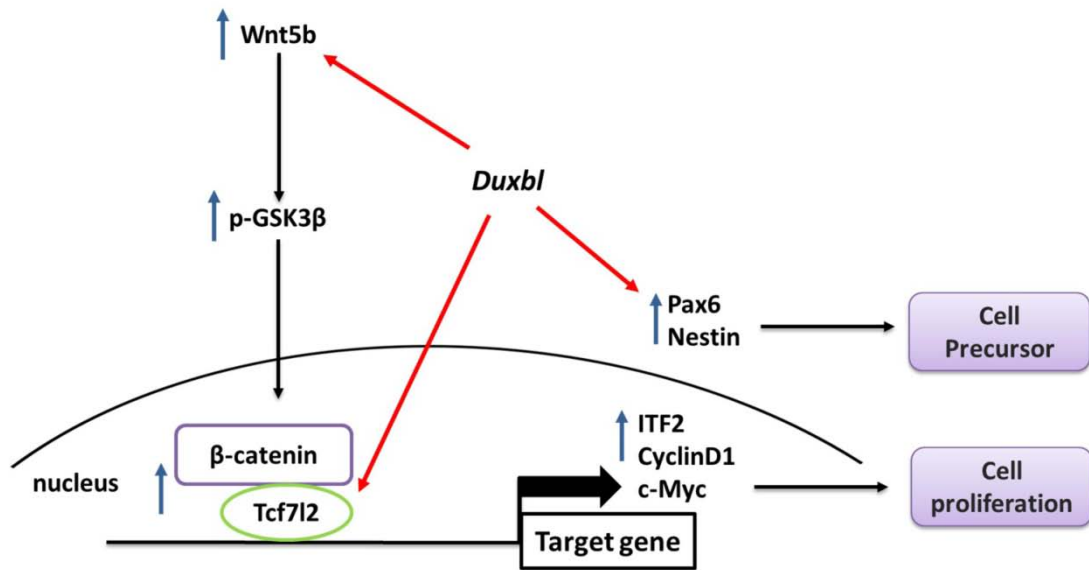 Wnt5b
Duxbl
p-GSK3β
Pax6
Nestin
Cell
Precursor
ITF2
CyclinD1
c-Myc
Cell
proliferation
nucleus
β-catenin
Tcf7l2
Target gene